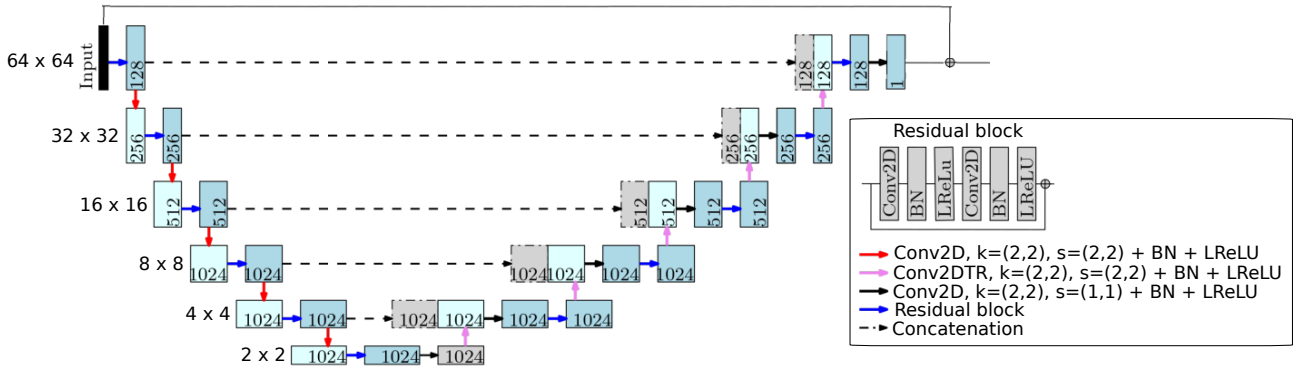 64 x 64 Input 128 128 128 128 1
32 x 32 256 256 256 256 256 256
16 x 16 512 512 512 512 512 512
8 x 8 1024 1024 1024 1024 1024 1024
4 x 4 1024 1024 1024 1024 1024 1024
2 x 2 1024 1024 1024
Residual block
Conv2D BN LReLu Conv2D BN LReLU
Conv2D, k=(2,2), s=(2,2) + BN + LReLU
Conv2DTR, k=(2,2), s=(2,2) + BN + LReLU
Conv2D, k=(2,2), s=(1,1) + BN + LReLU
Residual block
Concatenation